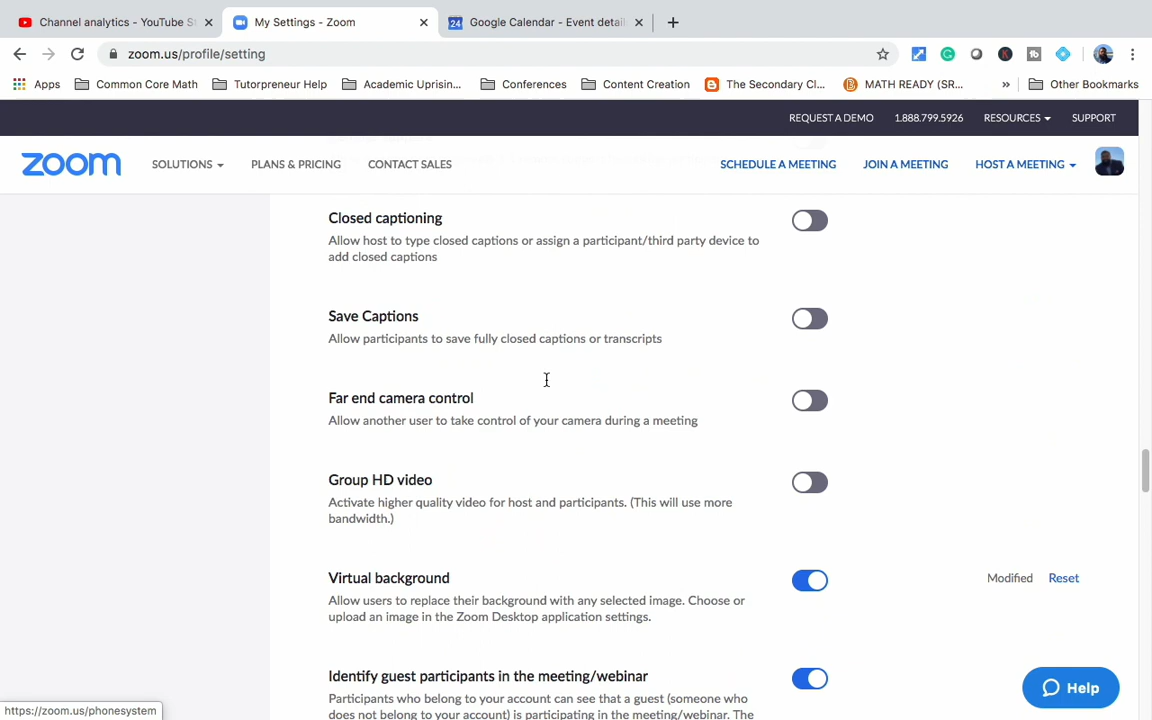 Channel analytics - YouTube S
My Settings - Zoom
24 Google Calendar - Event detail
zoom.us/profile/setting
Apps Common Core Math Tutorpreneur Help Academic Uprisin... Conferences Content Creation The Secondary Cl... MATH READY (SR... » Other Bookmarks
REQUEST A DEMO 1.888.799.5926 RESOURCES SUPPORT
zoom SOLUTIONS PLANS & PRICING CONTACT SALES SCHEDULE A MEETING JOIN A MEETING HOST A MEETING
Closed captioning
Allow host to type closed captions or assign a participant/third party device to
add closed captions
Save Captions
Allow participants to save fully closed captions or transcripts
Far end camera control
Allow another user to take control of your camera during a meeting
Group HD video
Activate higher quality video for host and participants. (This will use more
bandwidth.)
Virtual background Modified Reset
Allow users to replace their background with any selected image. Choose or
upload an image in the Zoom Desktop application settings.
Identify guest participants in the meeting/webinar
Participants who belong to your account can see that a guest (someone who
does not belong to your account) is participating in the meeting/webinar. The
Help
https://zoom.us/phonesystem